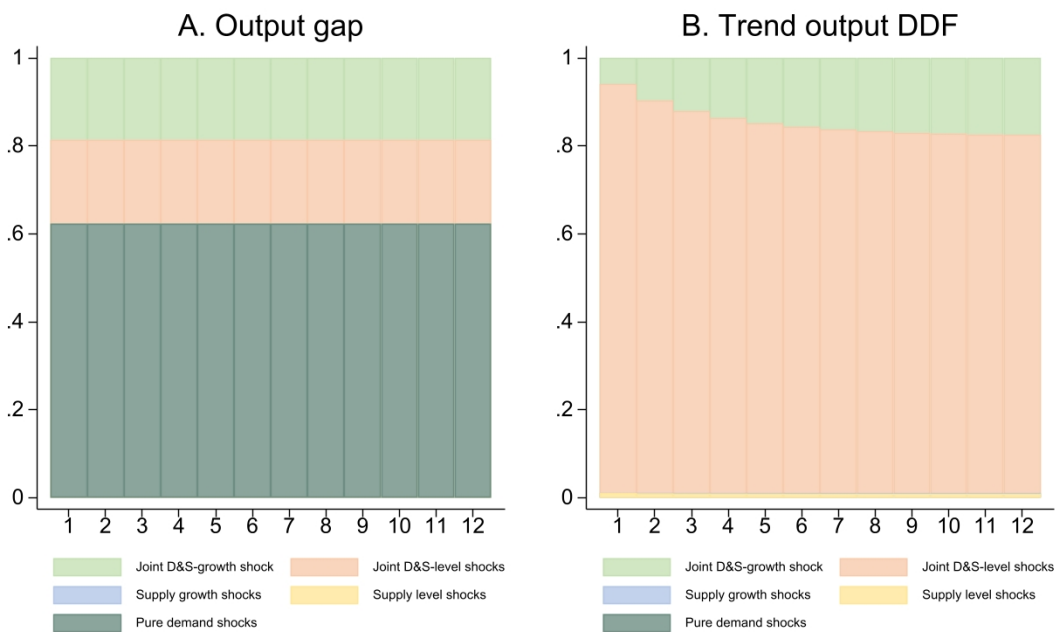 A. Output gap
1
.8
.6
.4
.2
0
1 2 3 4 5 6 7 8 9 10 11 12
Joint D&S-growth shock Joint D&S-level shocks
Supply growth shocks Supply level shocks
Pure demand shocks
B. Trend output DDF
1
.8
.6
.4
.2
0
1 2 3 4 5 6 7 8 9 10 11 12
Joint D&S-growth shock Joint D&S-level shocks
Supply growth shocks Supply level shocks
Pure demand shocks